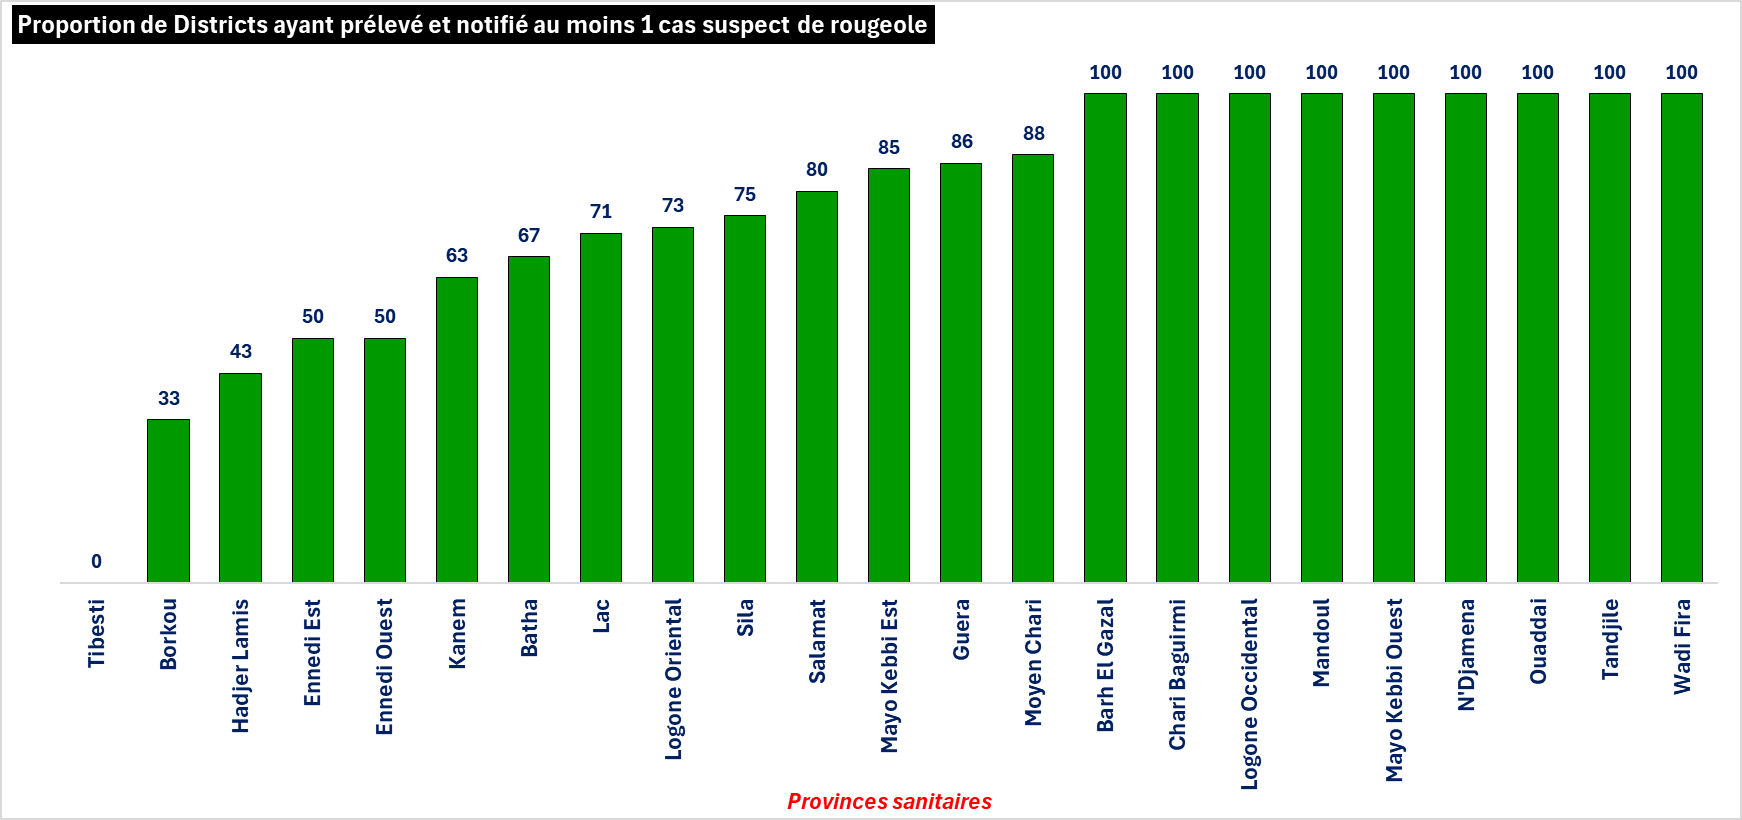 Proportion de Districts ayant prélevé et notifié au moins 1 cas suspect de rougeole
0
33
43
50
50
63
67
71
73
75
80
85
86
88
100
100
100
100
100
100
100
100
100
Tibesti
Borkou
Hadjer Lamis
Ennedi Est
Ennedi Ouest
Kanem
Batha
Lac
Logone Oriental
Sila
Salamat
Mayo Kebbi Est
Guera
Moyen Chari
Barh El Gazal
Chari Baguirmi
Logone Occidental
Mandoul
Mayo Kebbi Ouest
N'Djamena
Ouaddai
Tandjile
Wadi Fira
Provinces sanitaires